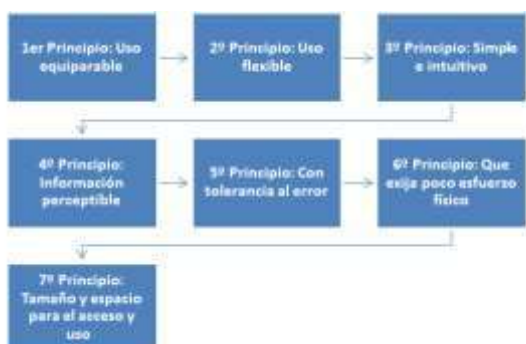 1er Principio: Uso
equiparable
2º Principio: Uso
flexible
3º Principio: Simple
e intuitivo
4º Principio:
Información
perceptible
5º Principio: Con
tolerancia al error
6º Principio: Que
exija poco esfuerzo
físico
7º Principio:
Tamaño y espacio
para el acceso y
uso